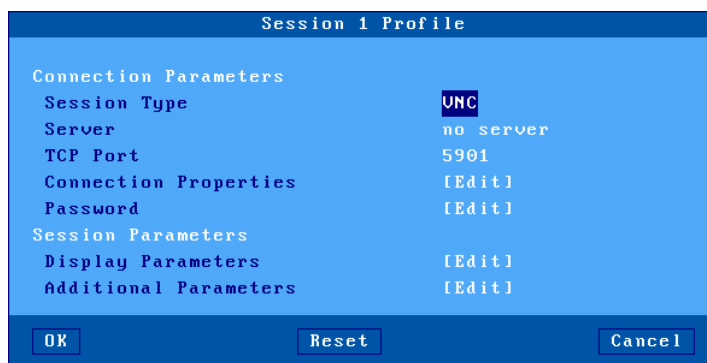 Session 1 Profile
Connection Parameters
Session Type VNC
Server no server
TCP Port 5901
Connection Properties [Edit]
Password [Edit]
Session Parameters
Display Parameters [Edit]
Additional Parameters [Edit]
OK Reset Cancel